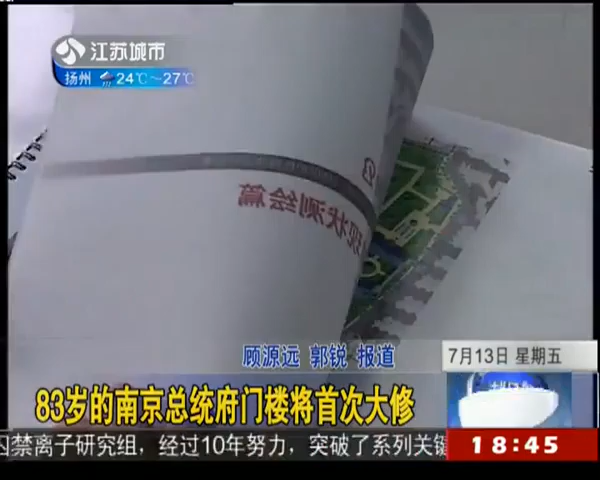 江苏城市
扬州 24℃～27℃
现状测绘篇
顾源远 郭锐 报道
7月13日 星期五
83岁的南京总统府门楼将首次大修
囚禁离子研究组，经过10年努力，突破了系列关键
18:45